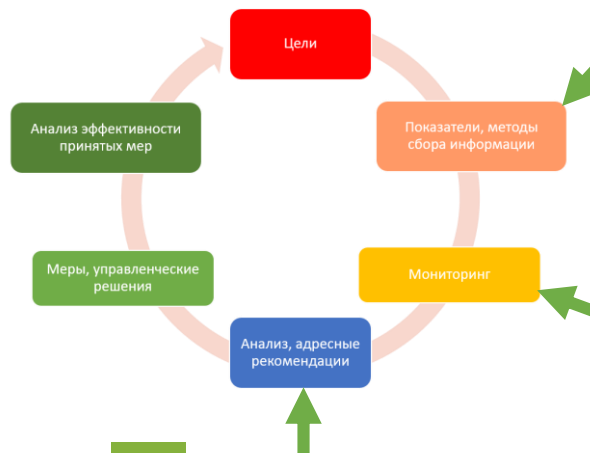 Цели
Показатели, методы
сбора информации
Мониторинг
Анализ, адресные
рекомендации
Меры, управленческие
решения
Анализ эффективности
принятых мер